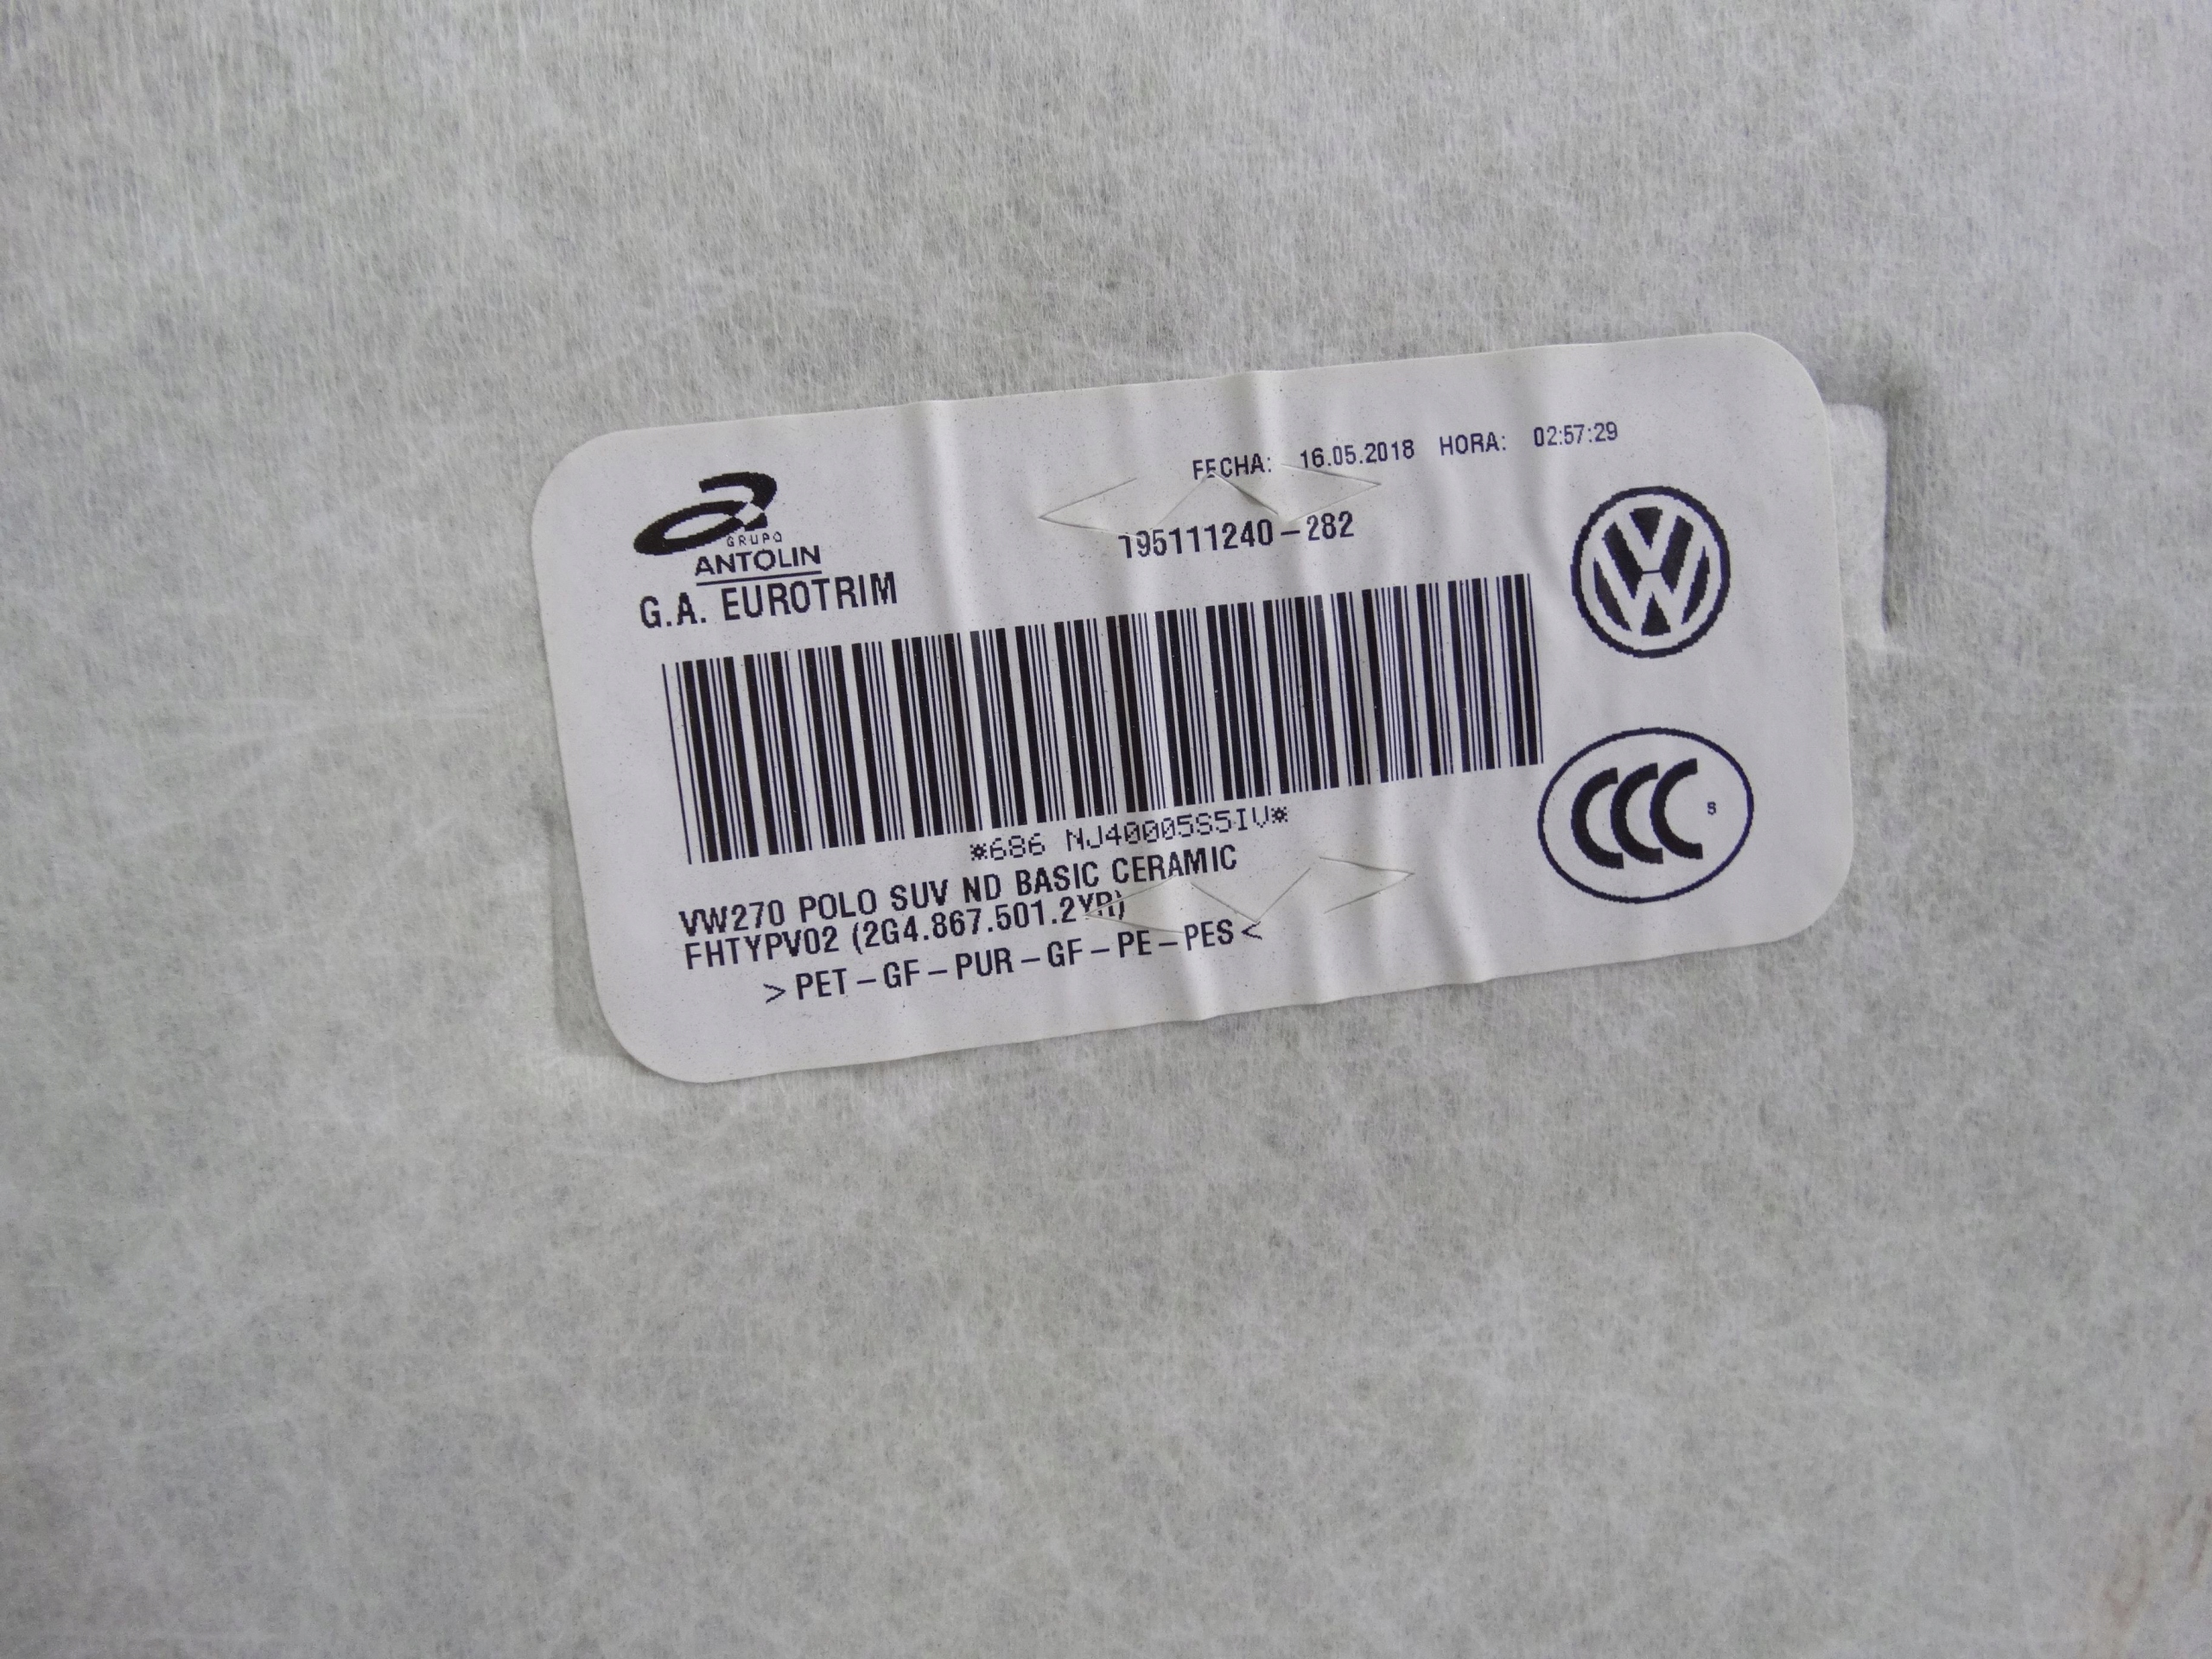 FECHA: 16.05.2018 HORA: 02:57:29
GRUPO
ANTOLIN
G.A. EUROTRIM
195111240-282
*686 NJ40005S5IV*
VW270 POLO SUV ND BASIC CERAMIC
FHTYPV02 (2G4.867.501.2YR)
>PET-GF-PUR-GF-PE-PES<
VW
CCC S